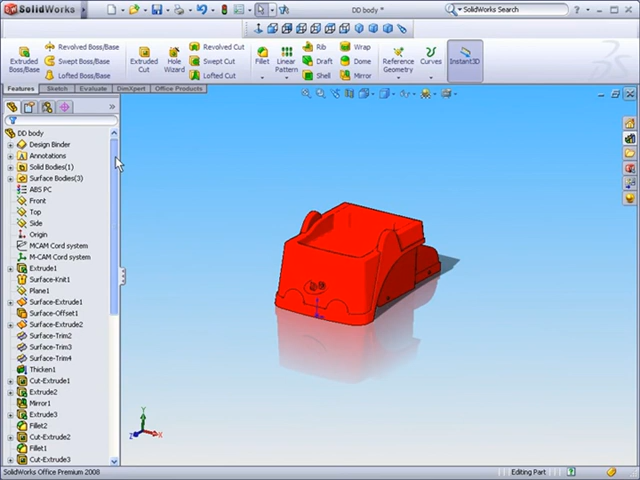 SolidWorks
DD body *
SolidWorks Search
Extruded Boss/Base
Revolved Boss/Base
Swept Boss/Base
Lofted Boss/Base
Extruded Cut
Hole Wizard
Revolved Cut
Swept Cut
Lofted Cut
Fillet
Linear Pattern
Rib
Draft
Shell
Wrap
Dome
Mirror
Reference Geometry
Curves
Instant3D
Features
Sketch
Evaluate
DimXpert
Office Products
DD body
Design Binder
Annotations
Solid Bodies(1)
Surface Bodies(3)
ABS PC
Front
Top
Side
Origin
MCAM Cord system
M-CAM Cord system
Extrude1
Surface-Knit1
Plane1
Surface-Extrude1
Surface-Offset1
Surface-Extrude2
Surface-Trim2
Surface-Trim3
Surface-Trim4
Thicken1
Cut-Extrude1
Extrude2
Mirror1
Extrude3
Fillet2
Cut-Extrude2
Fillet1
Cut-Extrude3
Y
Z
X
SolidWorks Office Premium 2008
Editing Part